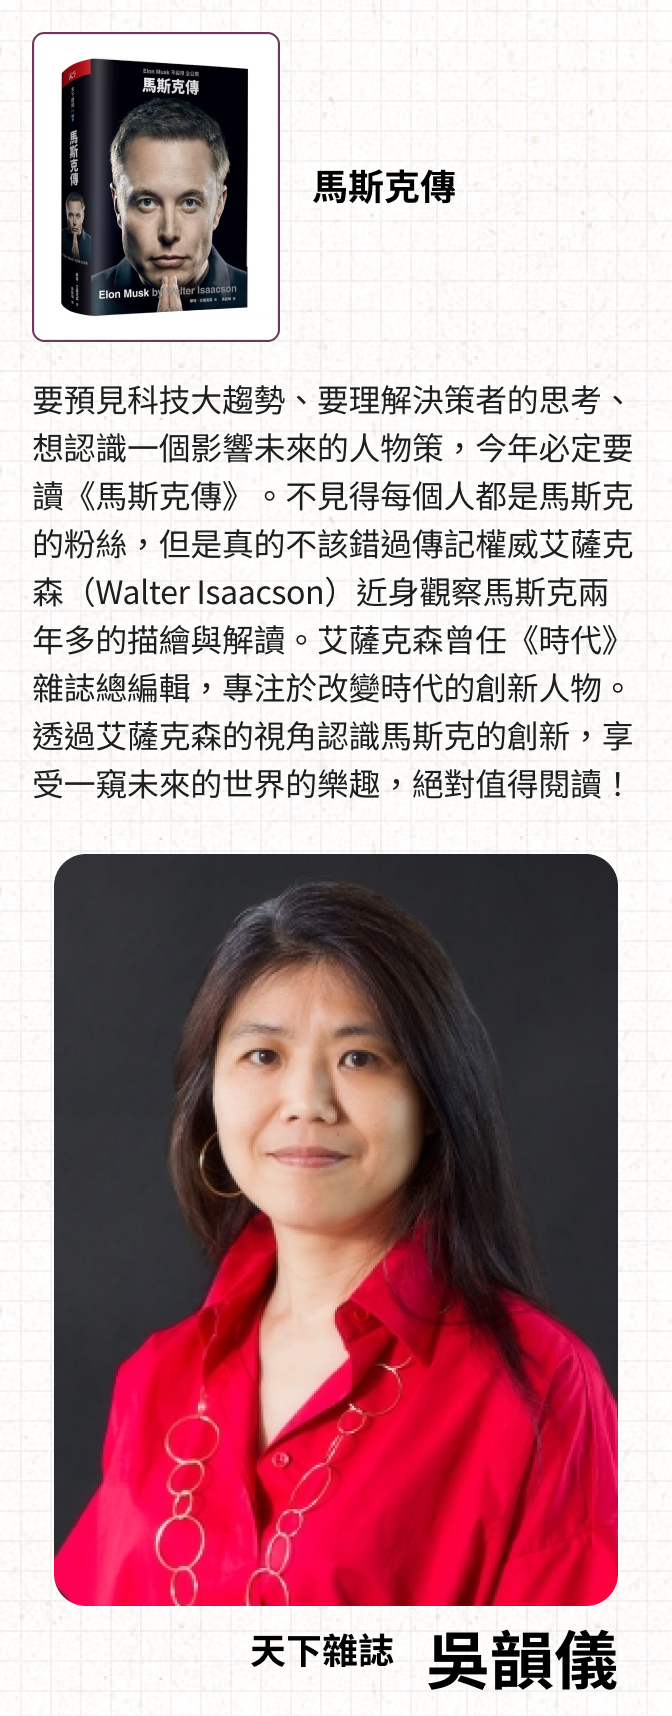 Elon Musk 不設限 全公開
馬斯克傳
馬斯克傳
Elon Musk by Walter Isaacson
馬斯克傳
要預見科技大趨勢、要理解決策者的思考、
想認識一個影響未來的人物策，今年必定要
讀《馬斯克傳》。不見得每個人都是馬斯克
的粉絲，但是真的不該錯過傳記權威艾薩克
森（Walter Isaacson）近身觀察馬斯克兩
年多的描繪與解讀。艾薩克森曾任《時代》
雜誌總編輯，專注於改變時代的創新人物。
透過艾薩克森的視角認識馬斯克的創新，享
受一窺未來的世界的樂趣，絕對值得閱讀！
天下雜誌 吳韻儀